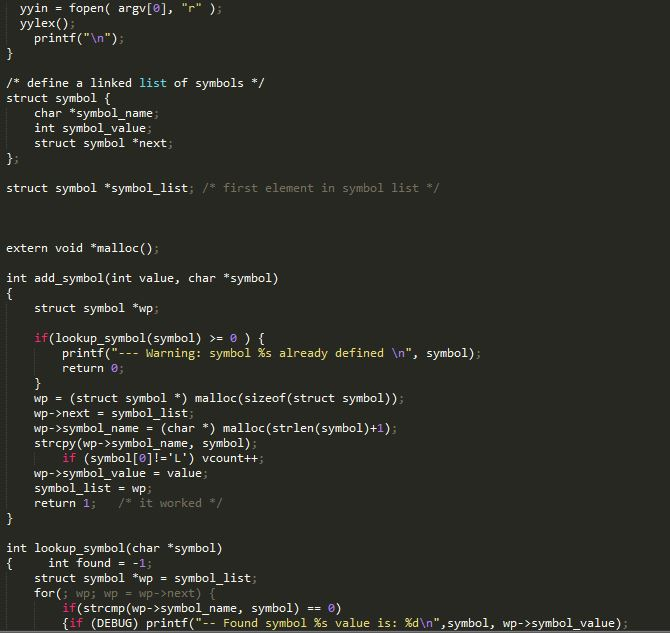 yyin = fopen( argv[0], "r" );
yylex();
printf("\n");
}
/* define a linked list of symbols */
struct symbol {
char *symbol_name;
int symbol_value;
struct symbol *next;
};
struct symbol *symbol_list; /* first element in symbol list */
extern void *malloc();
int add_symbol(int value, char *symbol)
{
struct symbol *wp;
if(lookup_symbol(symbol) >= 0 ) {
printf("--- Warning: symbol %s already defined \n", symbol);
return 0;
}
wp = (struct symbol *) malloc(sizeof(struct symbol));
wp->next = symbol_list;
wp->symbol_name = (char *) malloc(strlen(symbol)+1);
strcpy(wp->symbol_name, symbol);
if (symbol[0]!='L') vcount++;
wp->symbol_value = value;
symbol_list = wp;
return 1; /* it worked */
}
int lookup_symbol(char *symbol)
{ int found = -1;
struct symbol *wp = symbol_list;
for(; wp; wp = wp->next) {
if(strcmp(wp->symbol_name, symbol) == 0)
{if (DEBUG) printf("-- Found symbol %s value is: %d\n",symbol, wp->symbol_value);